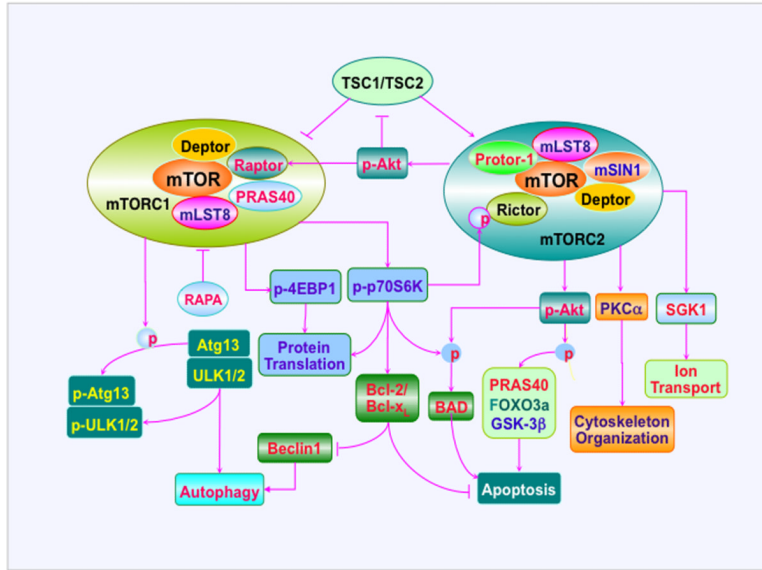 TSC1/TSC2
Deptor
mTOR
Raptor
mTORC1
PRAS40
mLST8
p-Akt
Protor-1
mLST8
mTOR
mSIN1
Deptor
Rictor
p
mTORC2
RAPA
p-4EBP1
p-p70S6K
p-Akt
PKCα
SGK1
p
Atg13
ULK1/2
p-Atg13
p-ULK1/2
Protein
Translation
p
p
Bcl-2/
Bcl-xL
BAD
PRAS40
FOXO3a
GSK-3β
Ion
Transport
Cytoskeleton
Organization
Beclin1
Autophagy
Apoptosis